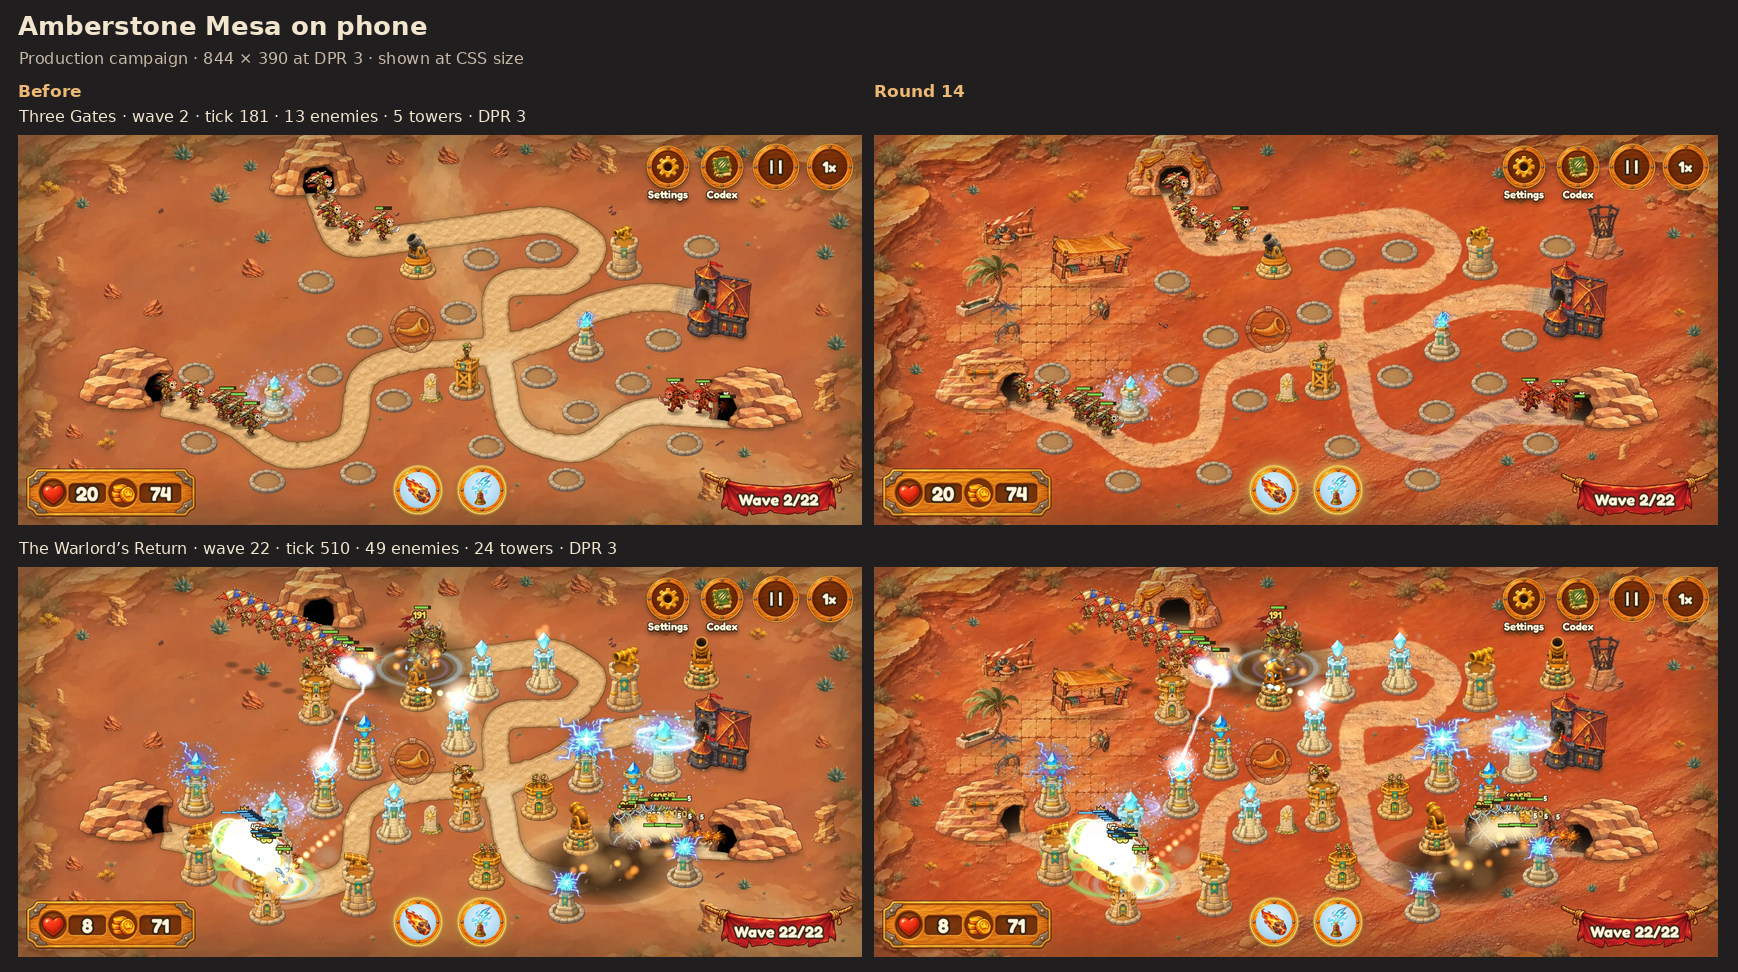 Amberstone Mesa on phone
Production campaign · 844 × 390 at DPR 3 · shown at CSS size
Before
Round 14
Three Gates · wave 2 · tick 181 · 13 enemies · 5 towers · DPR 3
1x
Settings
Codex
20
74
Wave 2/22
1x
Settings
Codex
20
74
Wave 2/22
The Warlord’s Return · wave 22 · tick 510 · 49 enemies · 24 towers · DPR 3
1x
Settings
Codex
191
8
71
Wave 22/22
1x
Settings
Codex
191
8
71
Wave 22/22